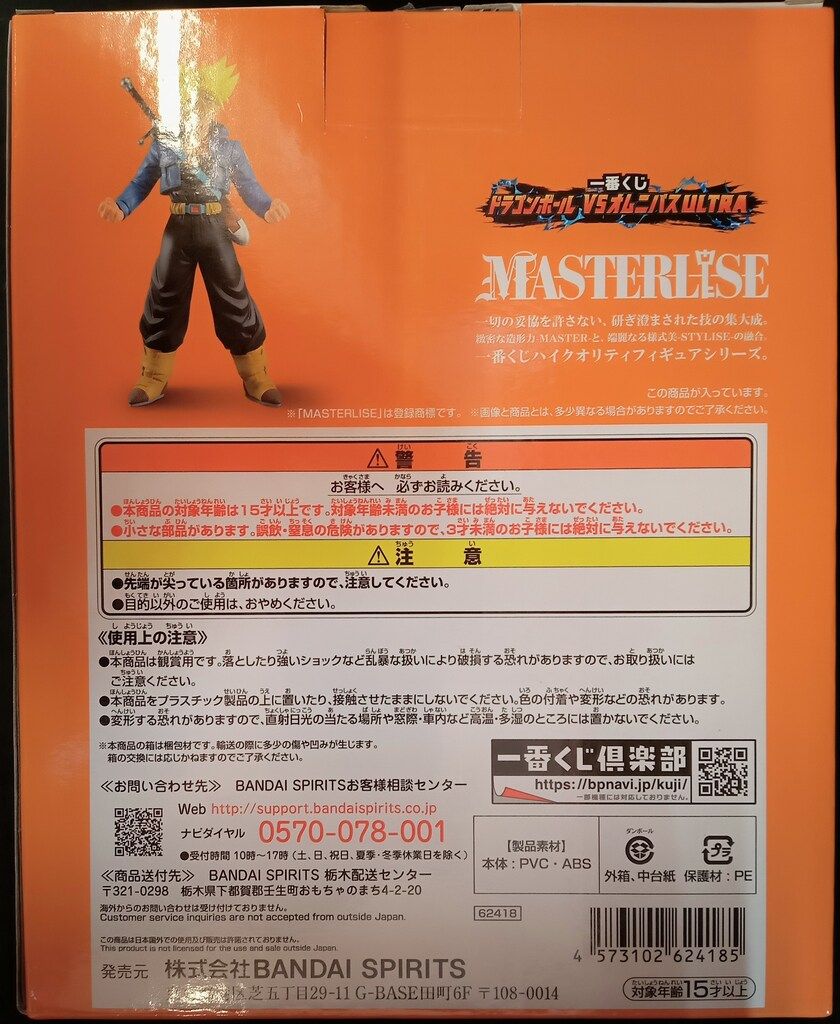 一番くじ
ドラゴンボール VSオムニバスULTRA
MASTERLISE
一切の妥協を許さない、研ぎ澄まされた技の集大成。
緻密な造形力-MASTER-と、端麗なる様式美-STYLISE-の融合。
一番くじハイクオリティフィギュアシリーズ。
この商品が入っています。
※「MASTERLISE」は登録商標です。 ※画像と商品とは、多少異なる場合がありますのでご了承ください。
⚠警告
お客様へ 必ずお読みください。
●本商品の対象年齢は15才以上です。対象年齢未満のお子様には絶対に与えないでください。
●小さな部品があります。誤飲・窒息の危険がありますので、3才未満のお子様には絶対に与えないでください。
⚠注意
●先端が尖っている箇所がありますので、注意してください。
●目的以外のご使用は、おやめください。
《使用上の注意》
●本商品は観賞用です。落としたり強いショックなど乱暴な扱いにより破損する恐れがありますので、お取り扱いには
ご注意ください。
●本商品をプラスチック製品の上に置いたり、接触させたままにしないでください。色の付着や変形などの恐れがあります。
●変形する恐れがありますので、直射日光の当たる場所や窓際・車内など高温・多湿のところには置かないでください。
※本商品の箱は梱包材です。輸送の際に多少の傷や凹みが生じます。
箱の交換には応じかねますのでご了承ください。
一番くじ倶楽部
https://bpnavi.jp/kuji/
一部機種には対応しておりません。
≪お問い合わせ先≫ BANDAI SPIRITSお客様相談センター
Web http://support.bandaispirits.co.jp
ナビダイヤル 0570-078-001
●受付時間 10時〜17時(土、日、祝日、夏季・冬季休業日を除く)
≪商品送付先≫ BANDAI SPIRITS 栃木配送センター
〒321-0298 栃木県下都賀郡壬生町おもちゃのまち4-2-20
海外からのお問い合わせは受け付けておりません。
Customer service inquiries are not accepted from outside Japan.
【製品素材】
本体：PVC・ABS
ダンボール
外箱、中台紙
プラ
保護材：PE
62418
この商品は日本国外での使用及び販売は許諾されておりません。
This product is not licensed for the use and sale outside Japan.
発売元 株式会社BANDAI SPIRITS
区芝五丁目29-11 G-BASE田町6F 〒108-0014
4 573102 624185
対象年齢15才以上